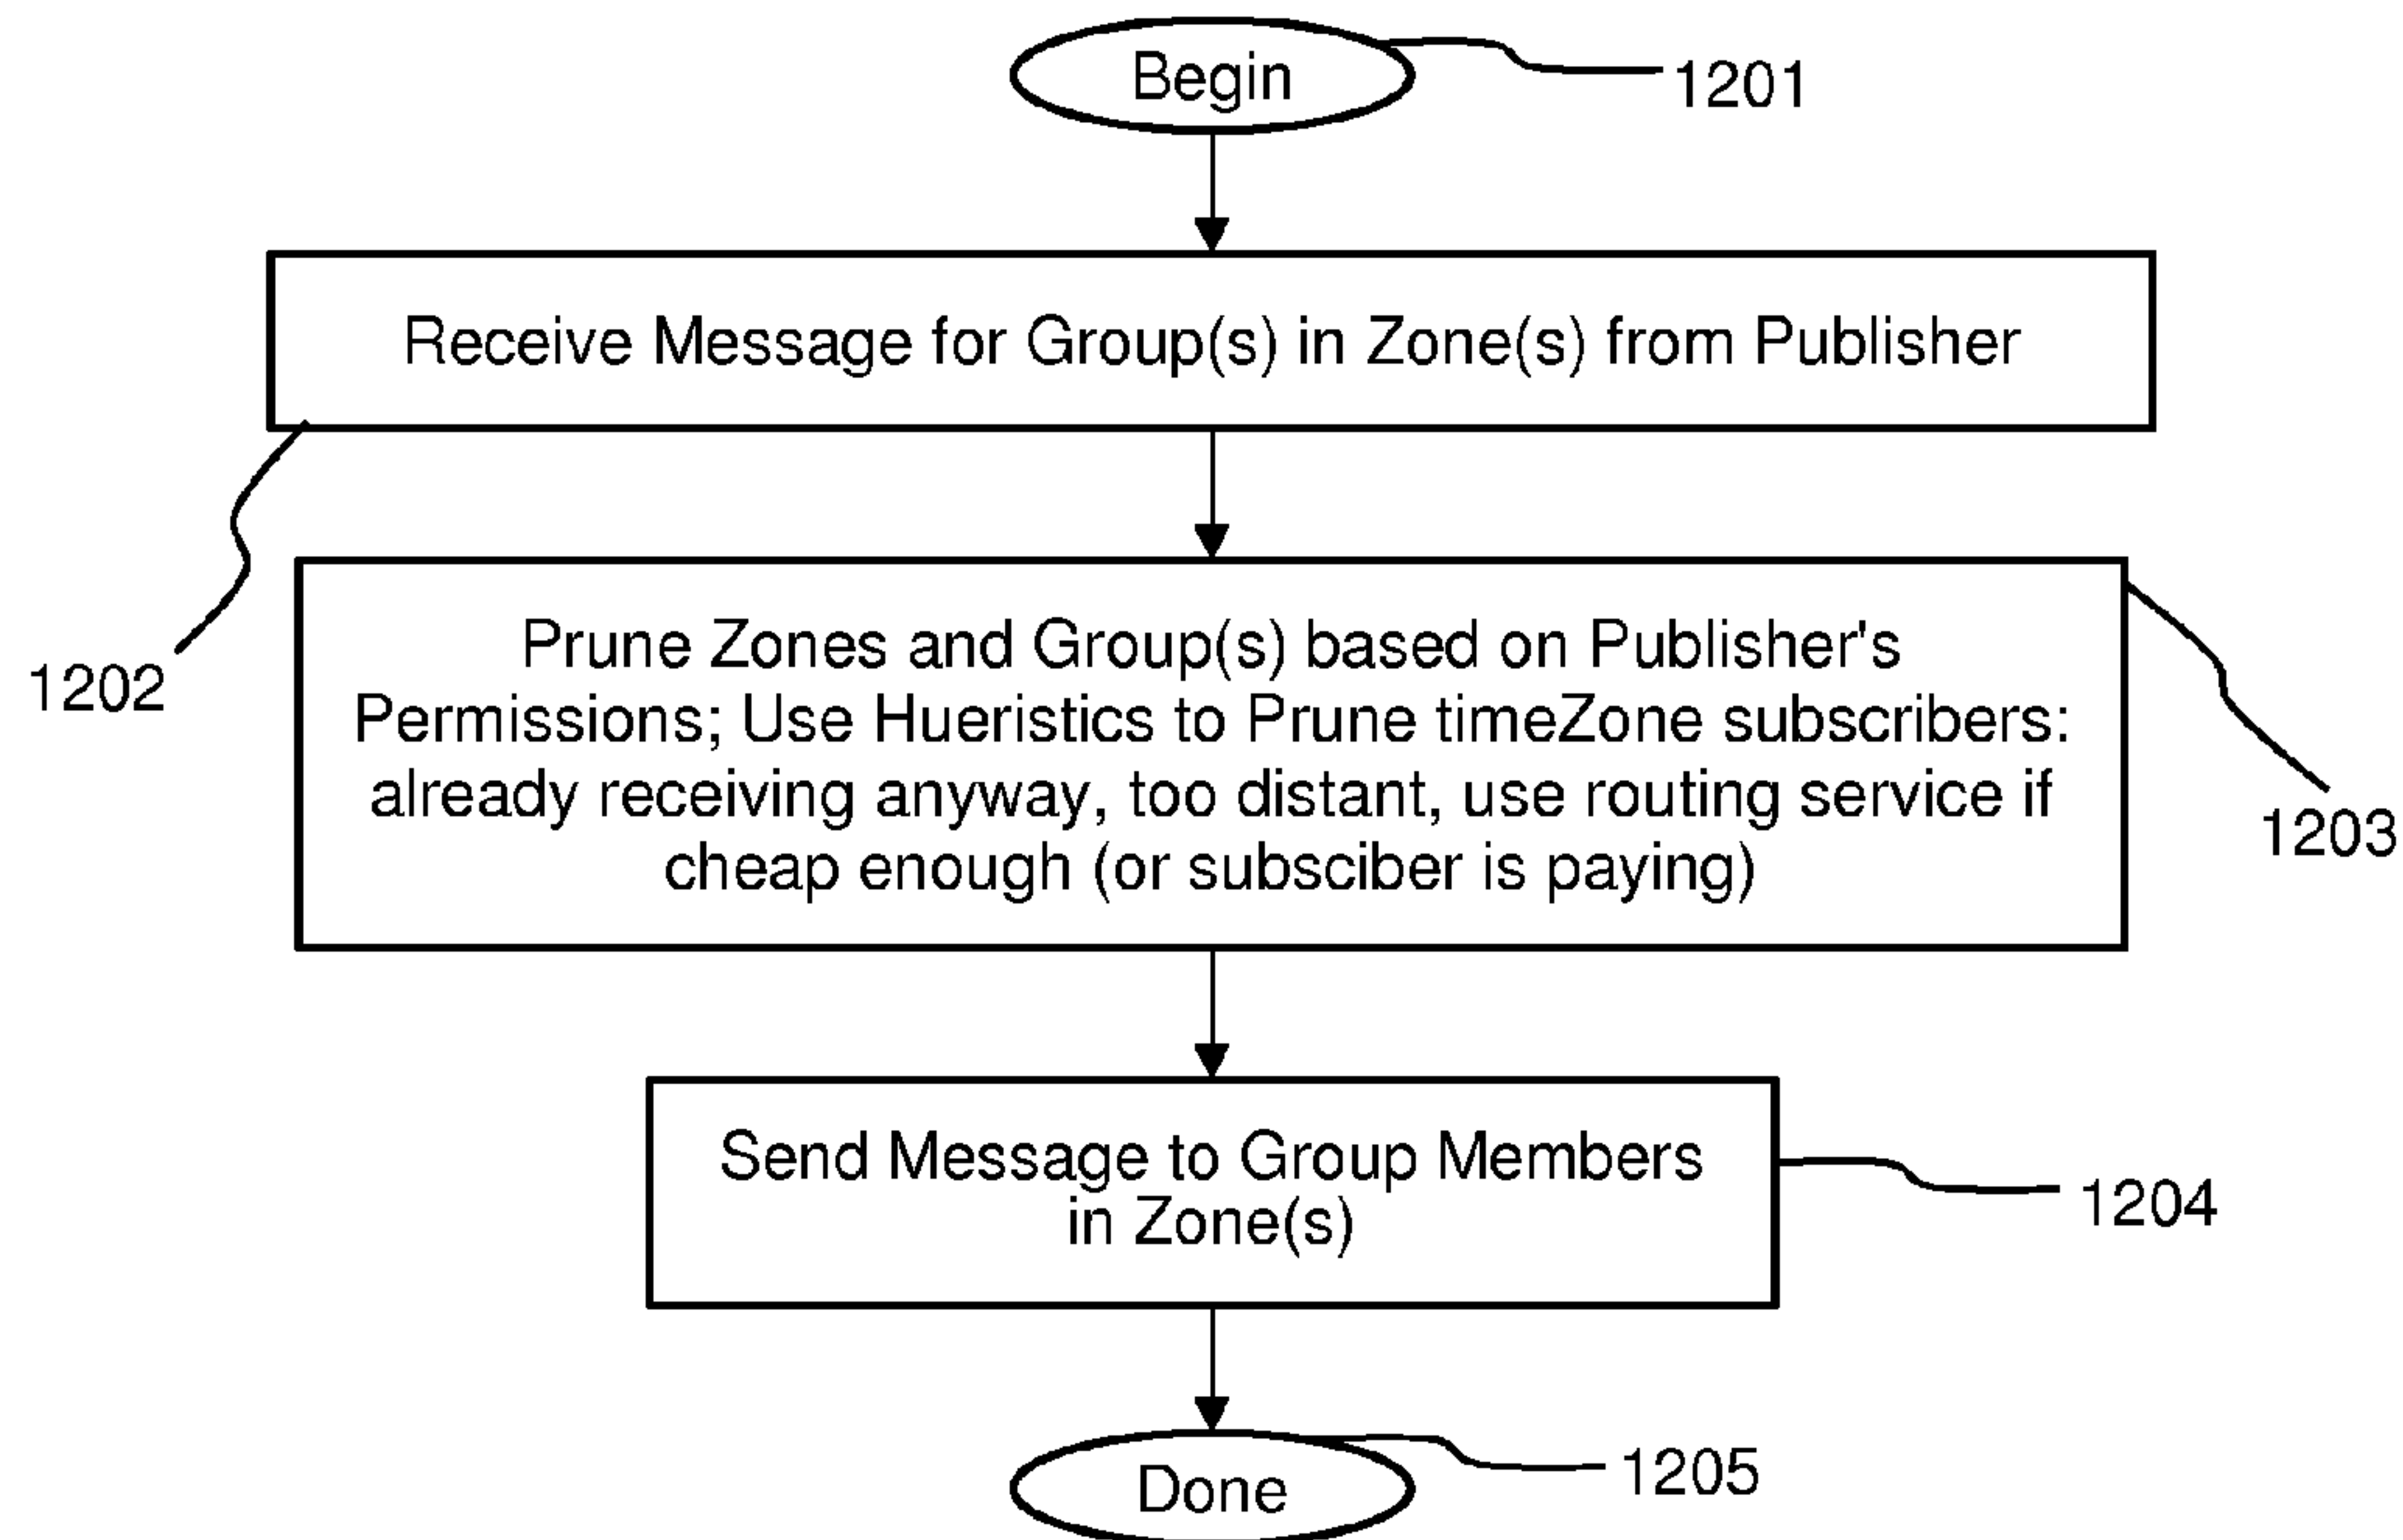 Begin
1201
Receive Message for Group(s) in Zone(s) from Publisher
1202
Prune Zones and Group(s) based on Publisher's
Permissions; Use Hueristics to Prune timeZone subscribers:
already receiving anyway, too distant, use routing service if
cheap enough (or subsciber is paying)
1203
Send Message to Group Members
in Zone(s)
1204
Done
1205